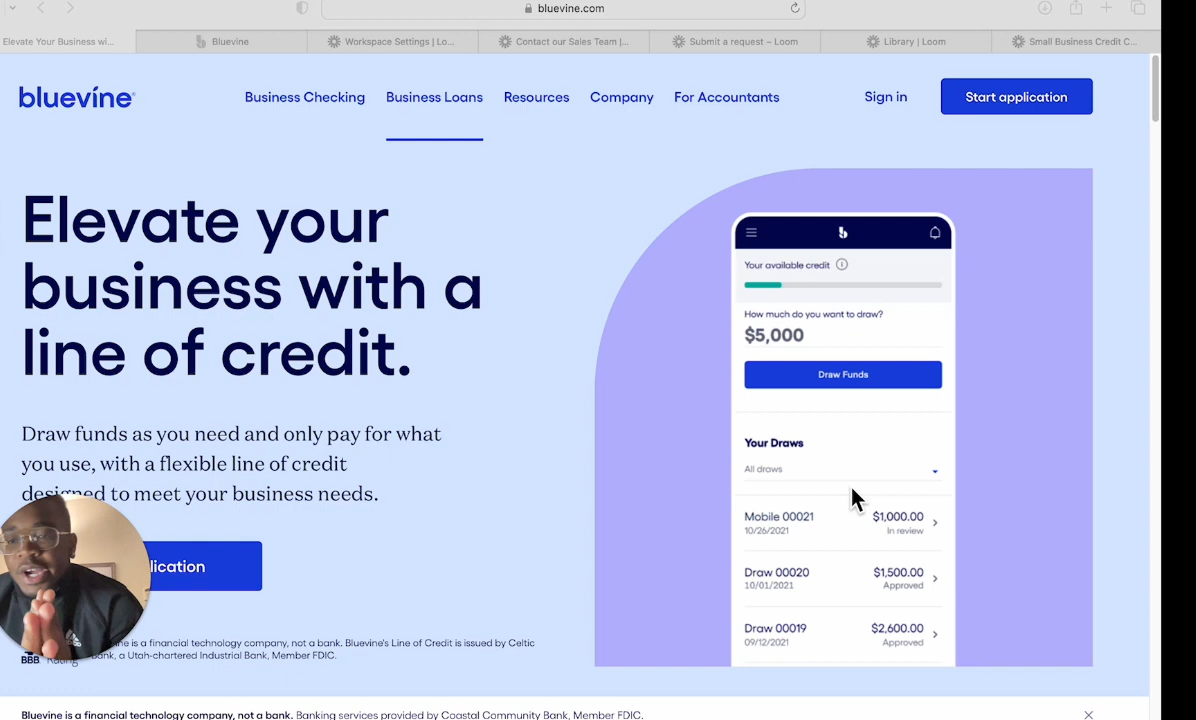 bluevine.com
Elevate Your Business wi...
Bluevine
Workspace Settings | Lo...
Contact our Sales Team |...
Submit a request – Loom
Library | Loom
Small Business Credit C...
bluevine
Business Checking
Business Loans
Resources
Company
For Accountants
Sign in
Start application
Elevate your
business with a
line of credit.
Draw funds as you need and only pay for what
you use, with a flexible line of credit
designed to meet your business needs.
lication
ne is a financial technology company, not a bank. Bluevine's Line of Credit is issued by Celtic
Bank, a Utah-chartered Industrial Bank, Member FDIC.
BBB Rating
Your available credit
How much do you want to draw?
$5,000
Draw Funds
Your Draws
All draws
Mobile 00021 $1,000.00
10/26/2021 In review
Draw 00020 $1,500.00
10/01/2021 Approved
Draw 00019 $2,600.00
09/12/2021 Approved
Bluevine is a financial technology company, not a bank. Banking services provided by Coastal Community Bank, Member FDIC.